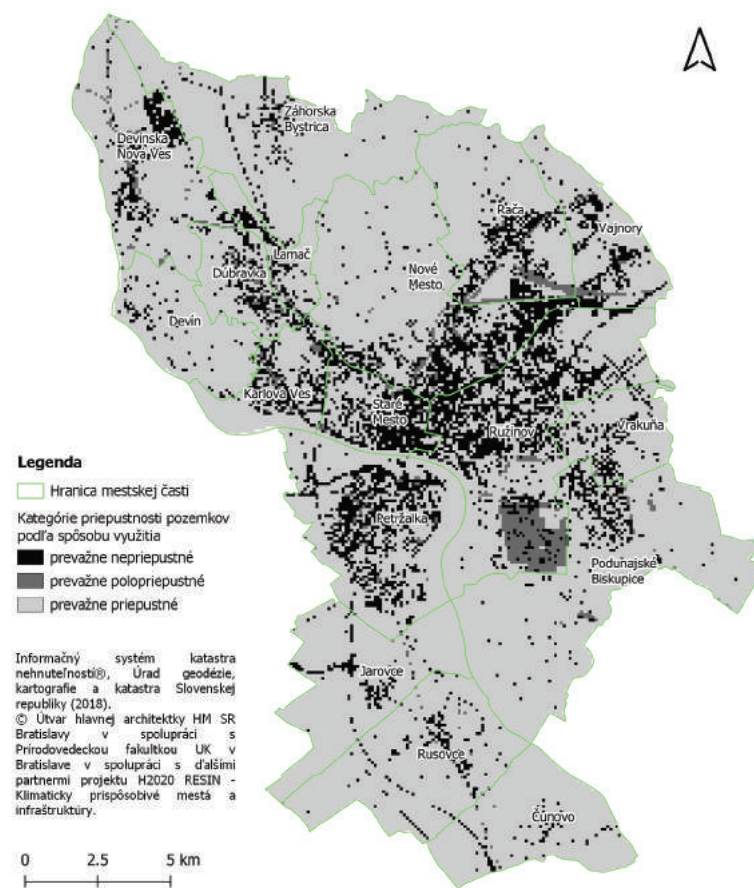 Záhorska
Bystrica
Devínska
Nová Ves
Rača
Vajnory
Lamač
Nové
Mesto
Dúbravka
Devín
Karlova Ves
Staré
Mesto
Ružinov
Vrakuňa
Legenda
Hranica mestskej časti
Kategórie priepustnosti pozemkov
podľa spôsobu využitia
prevažne nepriepustné
prevažne polopriepustné
prevažne priepustné
Petržalka
Podunajské
Biskupice
Informačný systém katastra
nehnuteľností®, Úrad geodézie,
kartografie a katastra Slovenskej
republiky (2018).
© Útvar hlavnej architektky HM SR
Bratislavy v spolupráci s
Prírodovedeckou fakultkou UK v
Bratislave v spolupráci s ďalšími
partnermi projektu H2020 RESIN -
Klimaticky prispôsobivé mestá a
infraštruktúry.
Jarovce
Rusovce
Čunovo
0 2.5 5 km